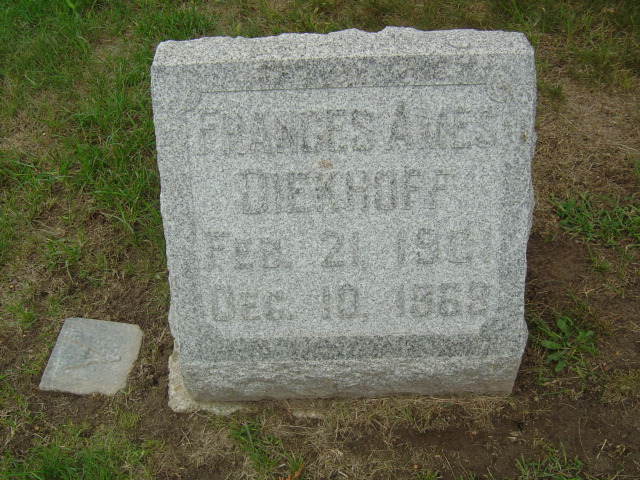 FRANCES AMES
DIEKHOFF
FEB. 21
DEC. 10.